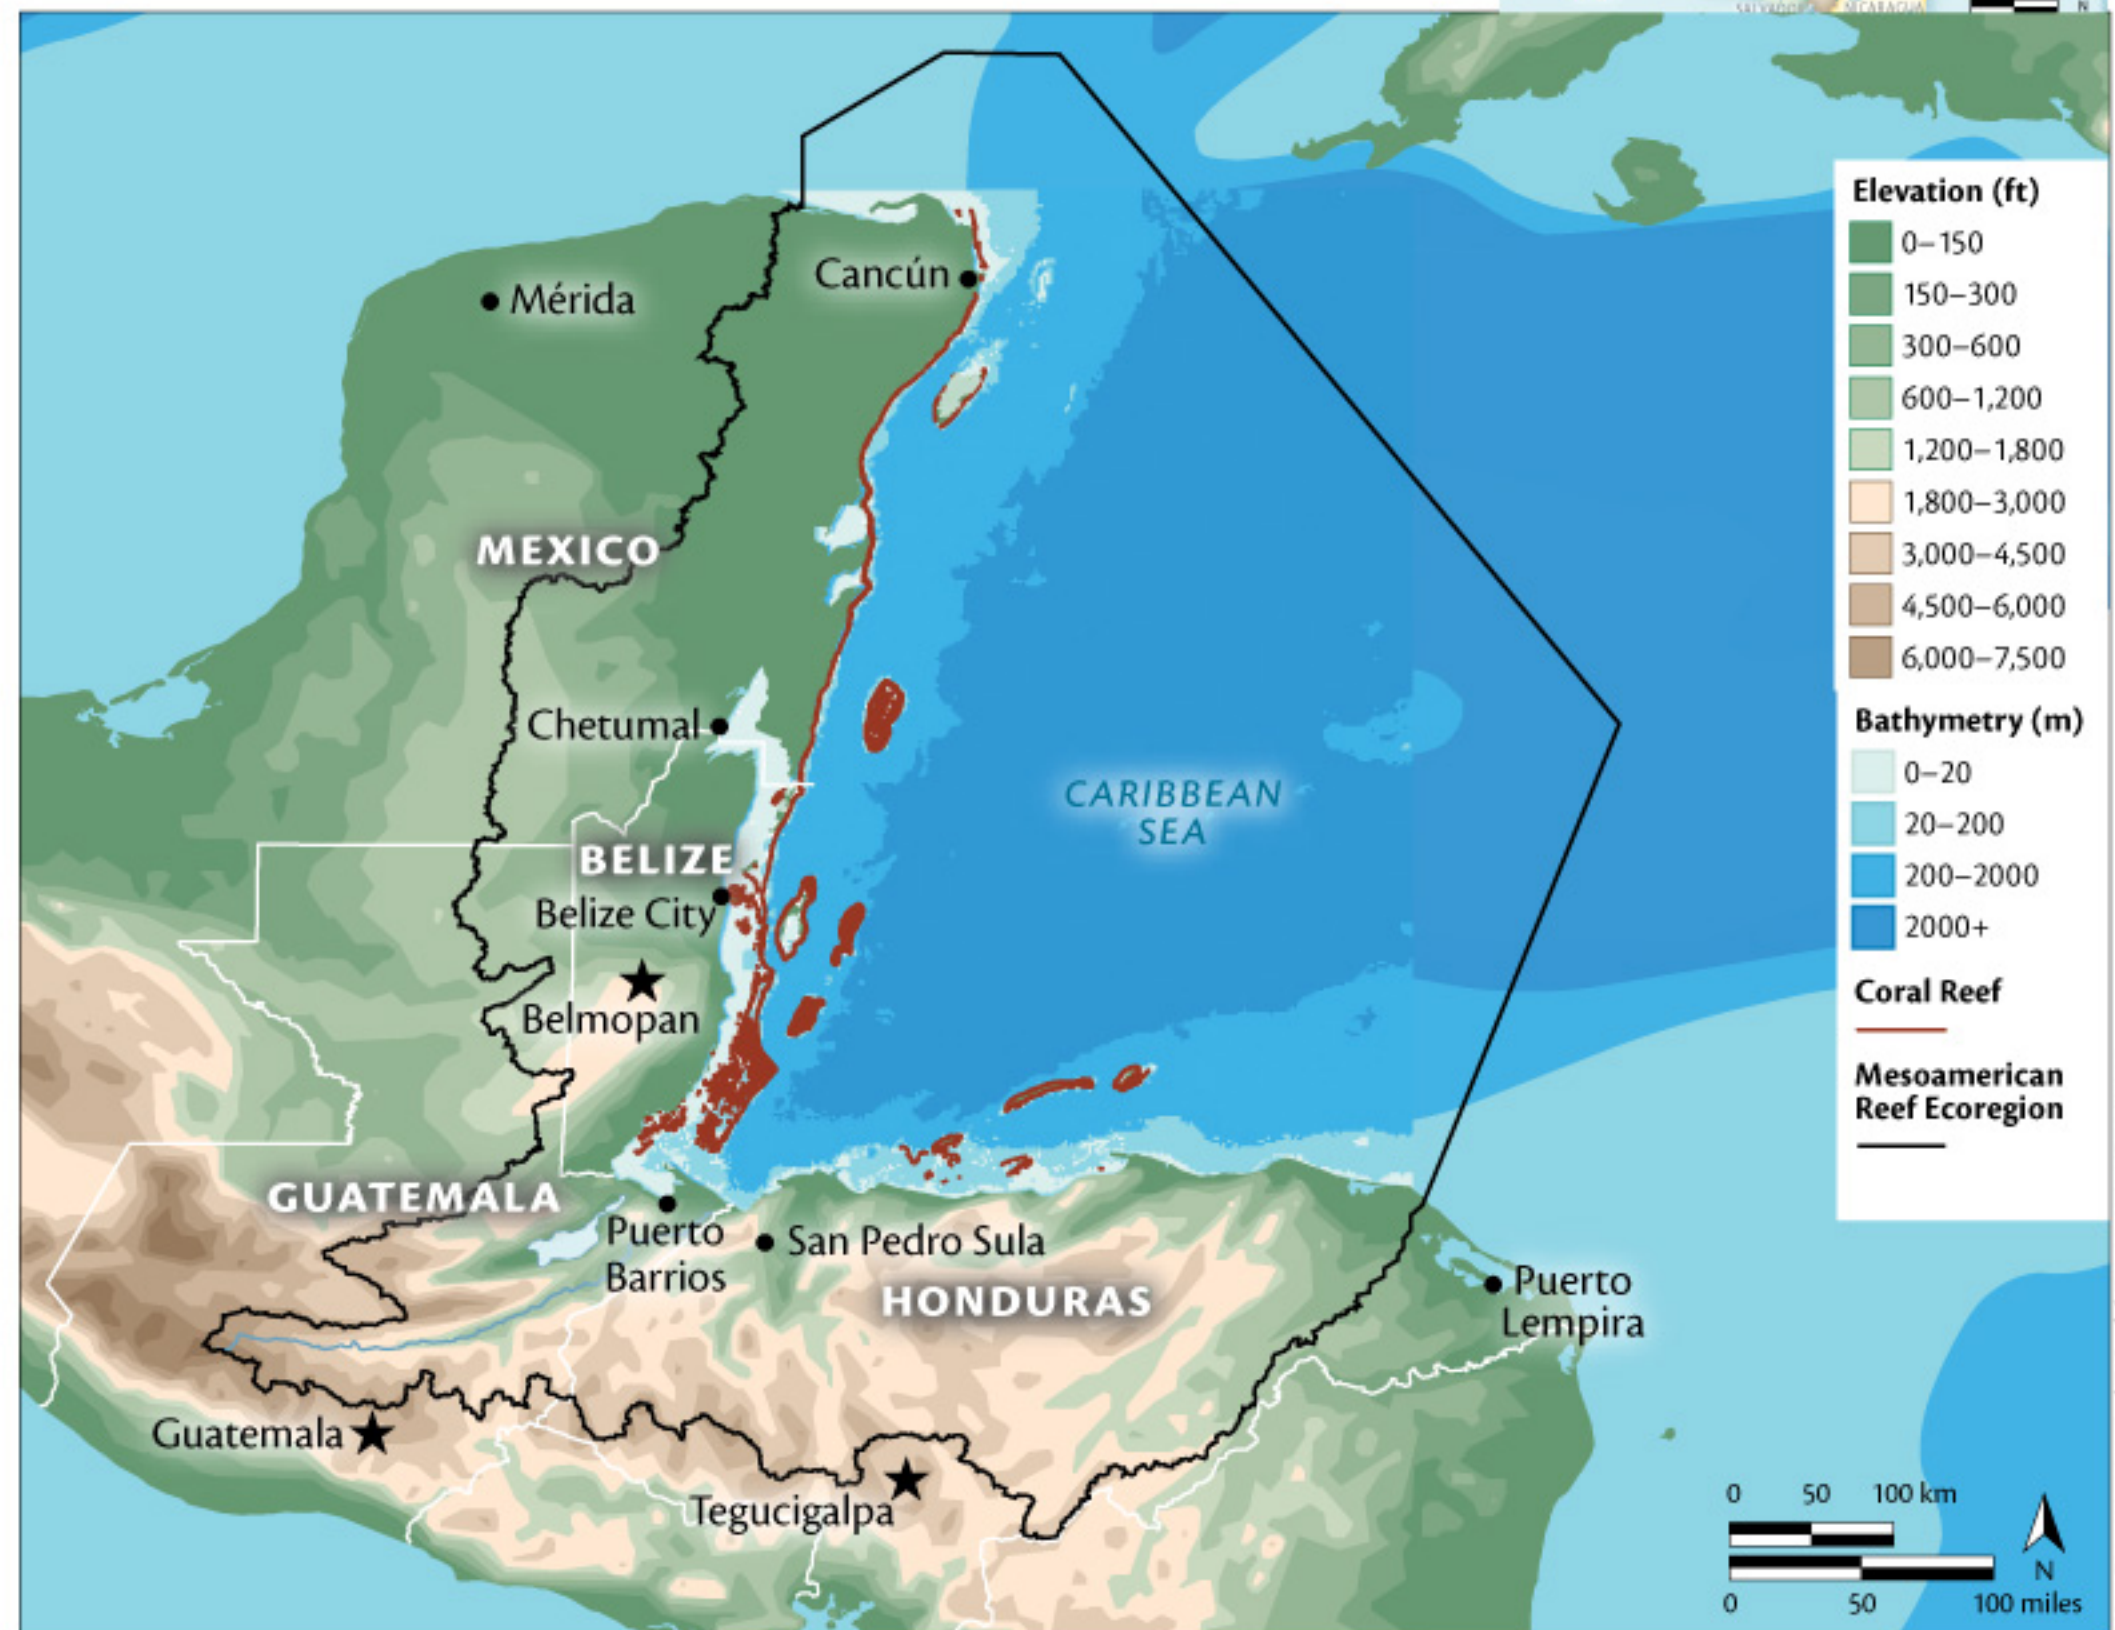 SALVADOR
NICARAGUA
N
Elevation (ft)
0–150
150–300
300–600
600–1,200
1,200–1,800
1,800–3,000
3,000–4,500
4,500–6,000
6,000–7,500
Bathymetry (m)
0–20
20–200
200–2000
2000+
Coral Reef
Mesoamerican
Reef Ecoregion
Cancún
Mérida
MEXICO
Chetumal
CARIBBEAN
SEA
BELIZE
Belize City
Belmopan
GUATEMALA
Puerto
Barrios
San Pedro Sula
HONDURAS
Puerto
Lempira
Guatemala
Tegucigalpa
0 50 100 km
N
0 50 100 miles